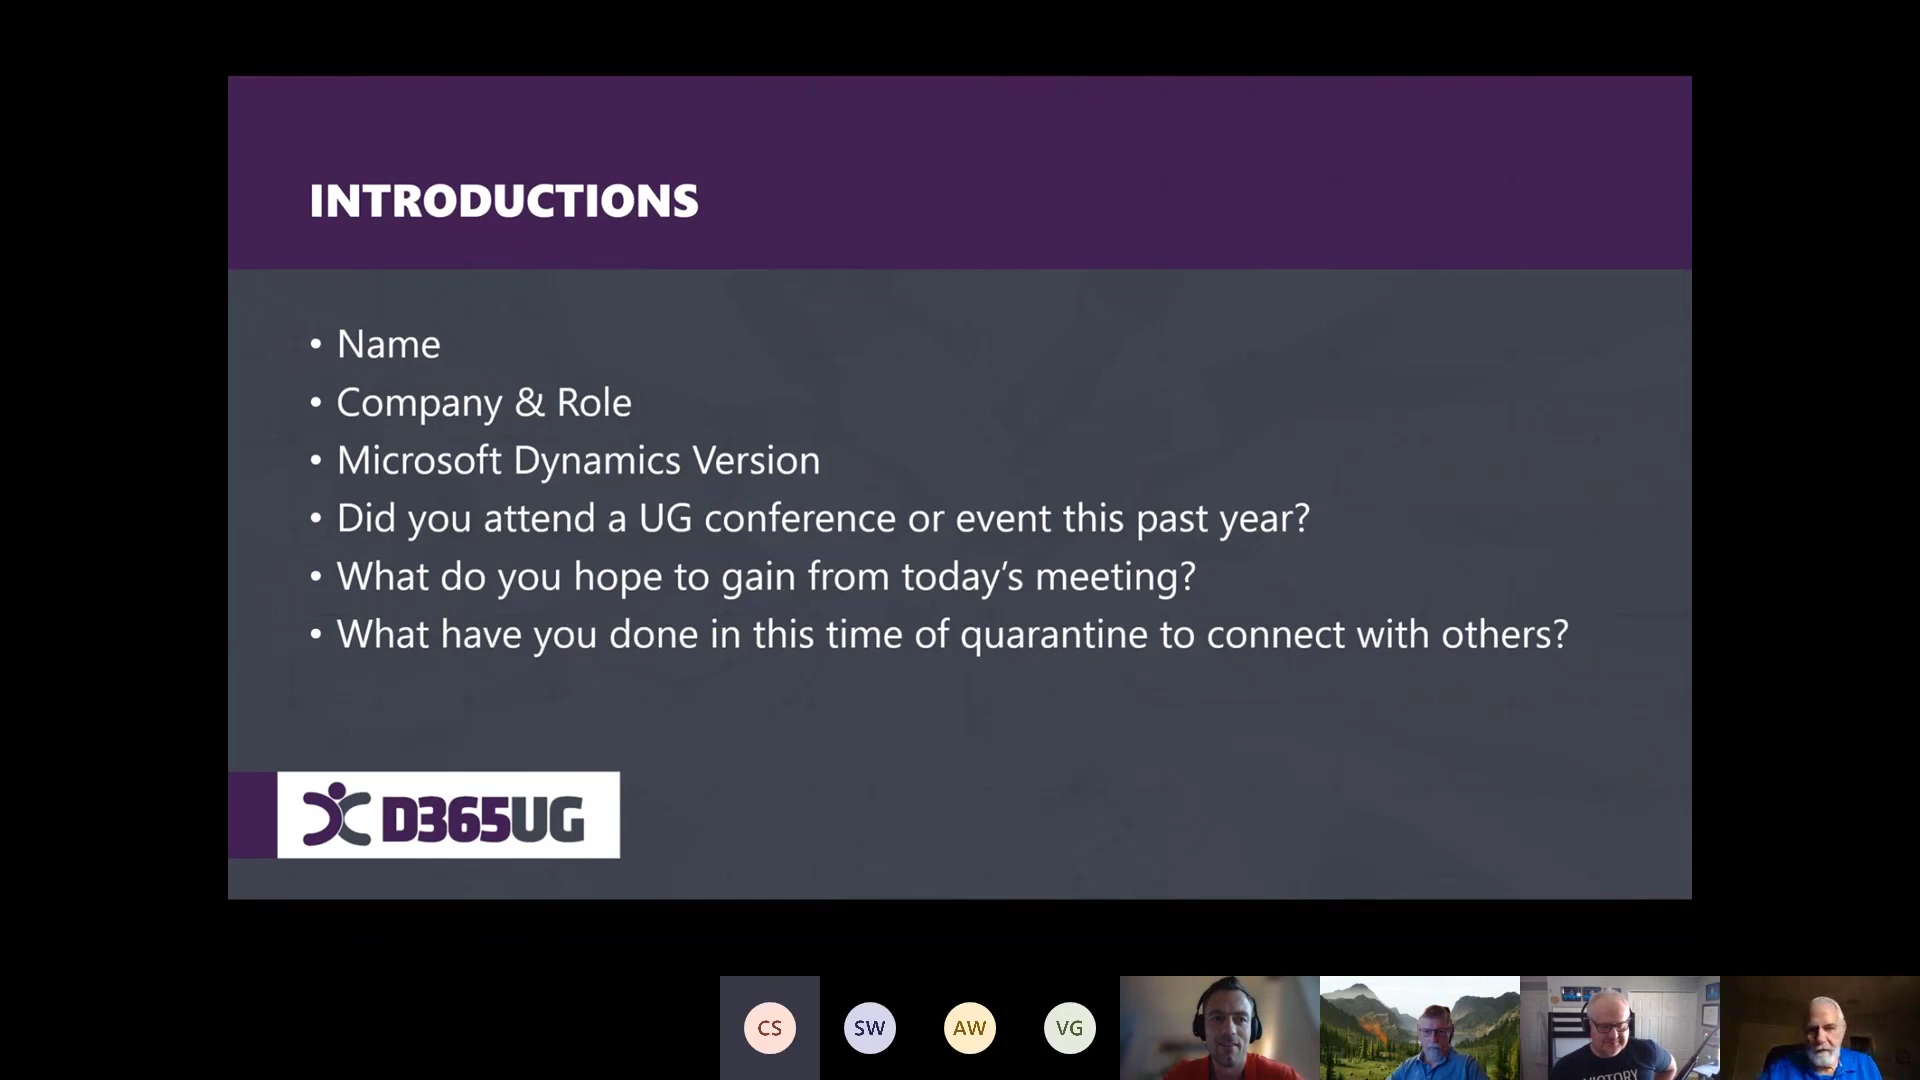 INTRODUCTIONS
• Name
• Company & Role
• Microsoft Dynamics Version
• Did you attend a UG conference or event this past year?
• What do you hope to gain from today’s meeting?
• What have you done in this time of quarantine to connect with others?
D365UG
CS
SW
AW
VG
VICTORY